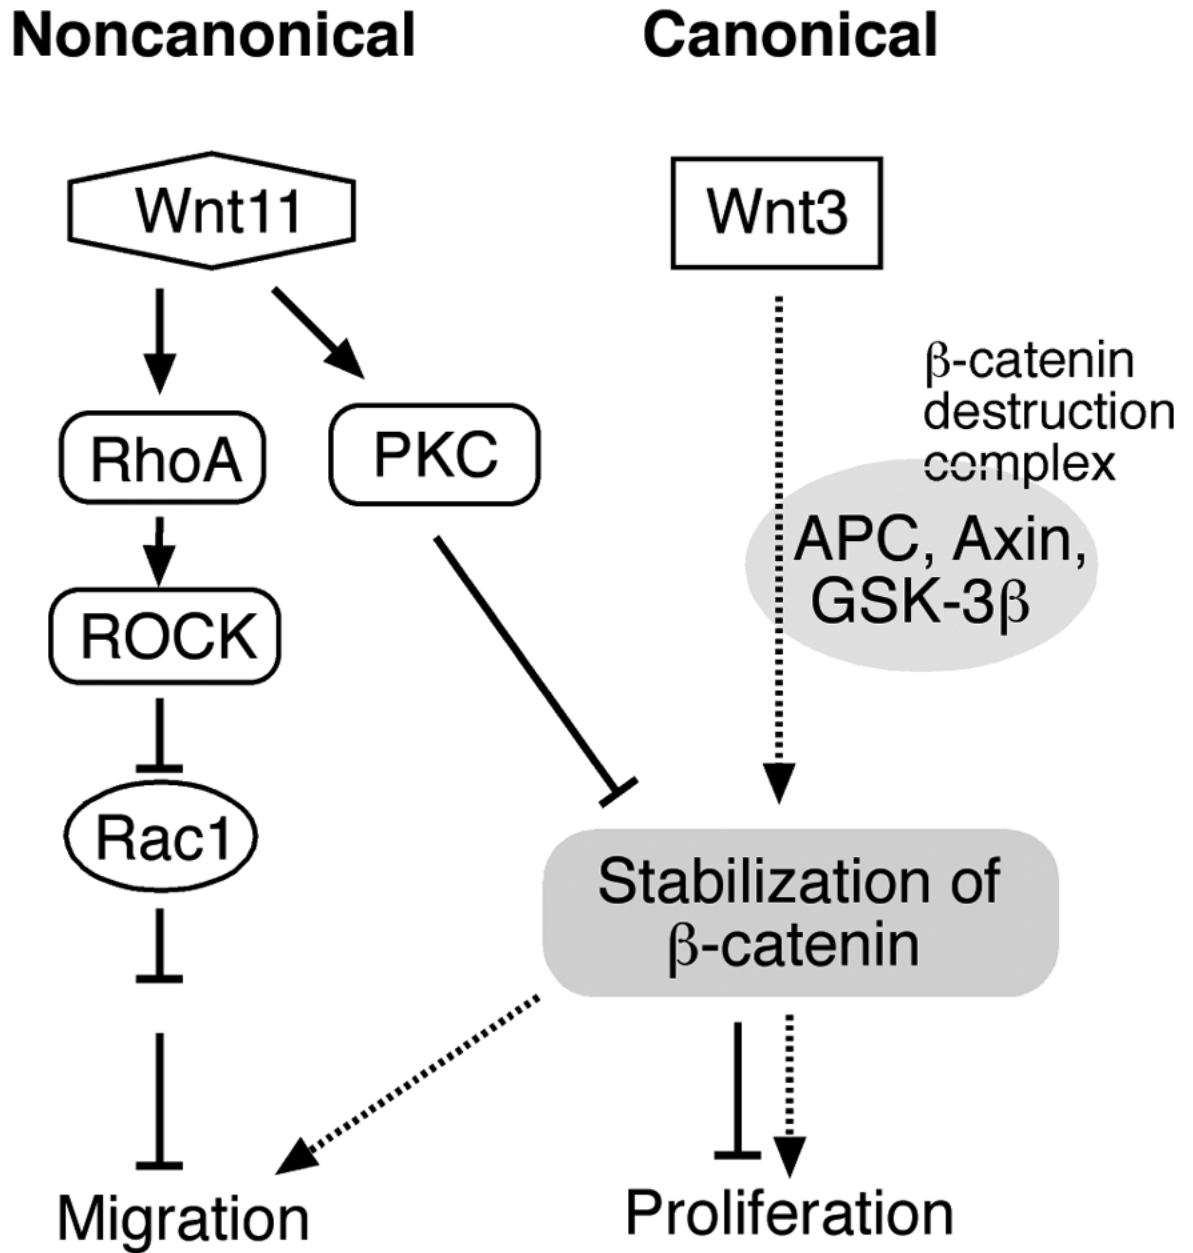 Noncanonical
Canonical
Wnt11
Wnt3
β-catenin
destruction
complex
RhoA
PKC
APC, Axin,
GSK-3β
ROCK
Rac1
Stabilization of
β-catenin
Migration
Proliferation